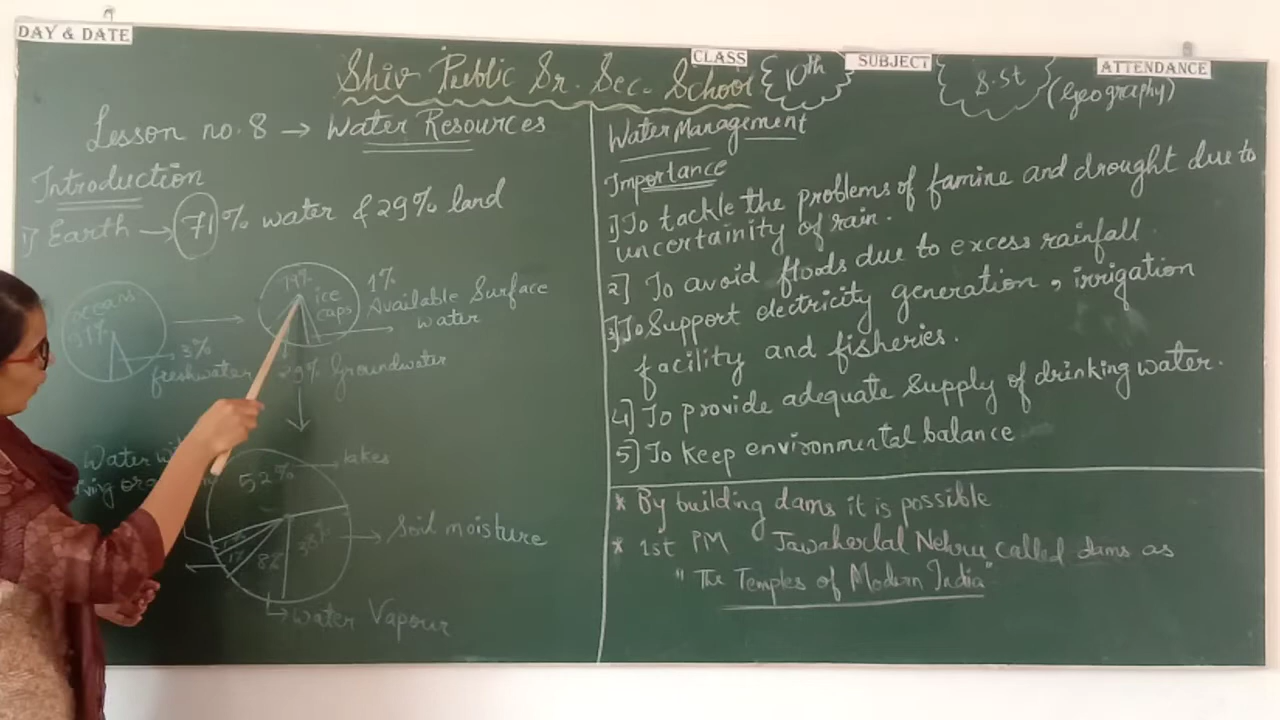 DAY & DATE
CLASS
SUBJECT
ATTENDANCE
Shiv Public Sr. Sec. School
10th
S.St
(Geography)
Lesson no. 8 → Water Resources
Introduction
1) Earth → 71% water & 29% land
oceans
97%
3%
freshwater
ice
caps
1%
Available Surface
water
29% Groundwater
Water
52%
lakes
38%
Soil moisture
1%
8%
Water Vapour
Water Management
Importance
1) To tackle the problems of famine and drought due to
uncertainity of rain.
2] To avoid floods due to excess rainfall.
3] To Support electricity generation, irrigation
facility and fisheries.
4] To provide adequate supply of drinking water.
5) To keep environmental balance
* By building dams it is possible
* 1st PM Jawaherlal Nehru called dams as
"The Temples of Modern India"